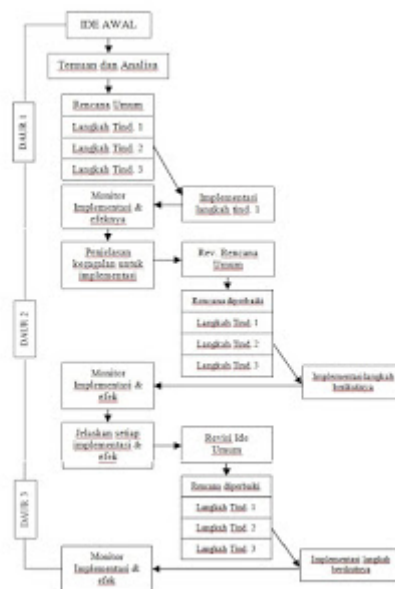 IDE AWAL
Temuan dan Analisa
DAUR 1
Rencana Umum
Langkah Tind. 1
Langkah Tind. 2
Langkah Tind. 3
Monitor
Implementasi &
efeknya
Implementasi
langkah tind. 1
Penjelasan
kegagalan untuk
implementasi
Rev. Rencana
Umum
DAUR 2
Rencana diperbaiki
Langkah Tind. 1
Langkah Tind. 2
Langkah Tind. 3
Monitor
Implementasi &
efek
Implementasi langkah
berikutnya
Jelaskan setiap
implementasi &
efek
Revisi Ide
Umum
DAUR 3
Rencana diperbaiki
Langkah Tind. 1
Langkah Tind. 2
Langkah Tind. 3
Monitor
Implementasi &
efek
Implementasi langkah
berikutnya